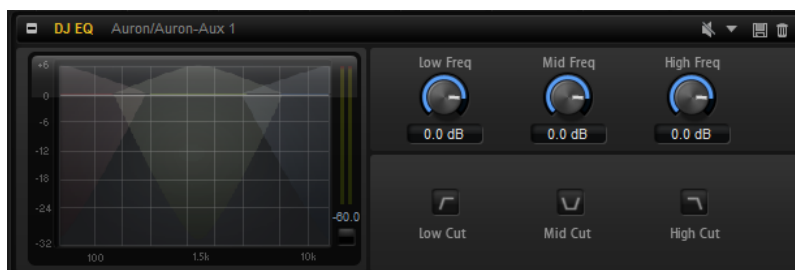 DJ EQ Auron/Auron-Aux 1
+6
0
-6
-12
-18
-24
-32
100 1.5k 10k
-60.0
Low Freq Mid Freq High Freq
0.0 dB 0.0 dB 0.0 dB
Low Cut Mid Cut High Cut